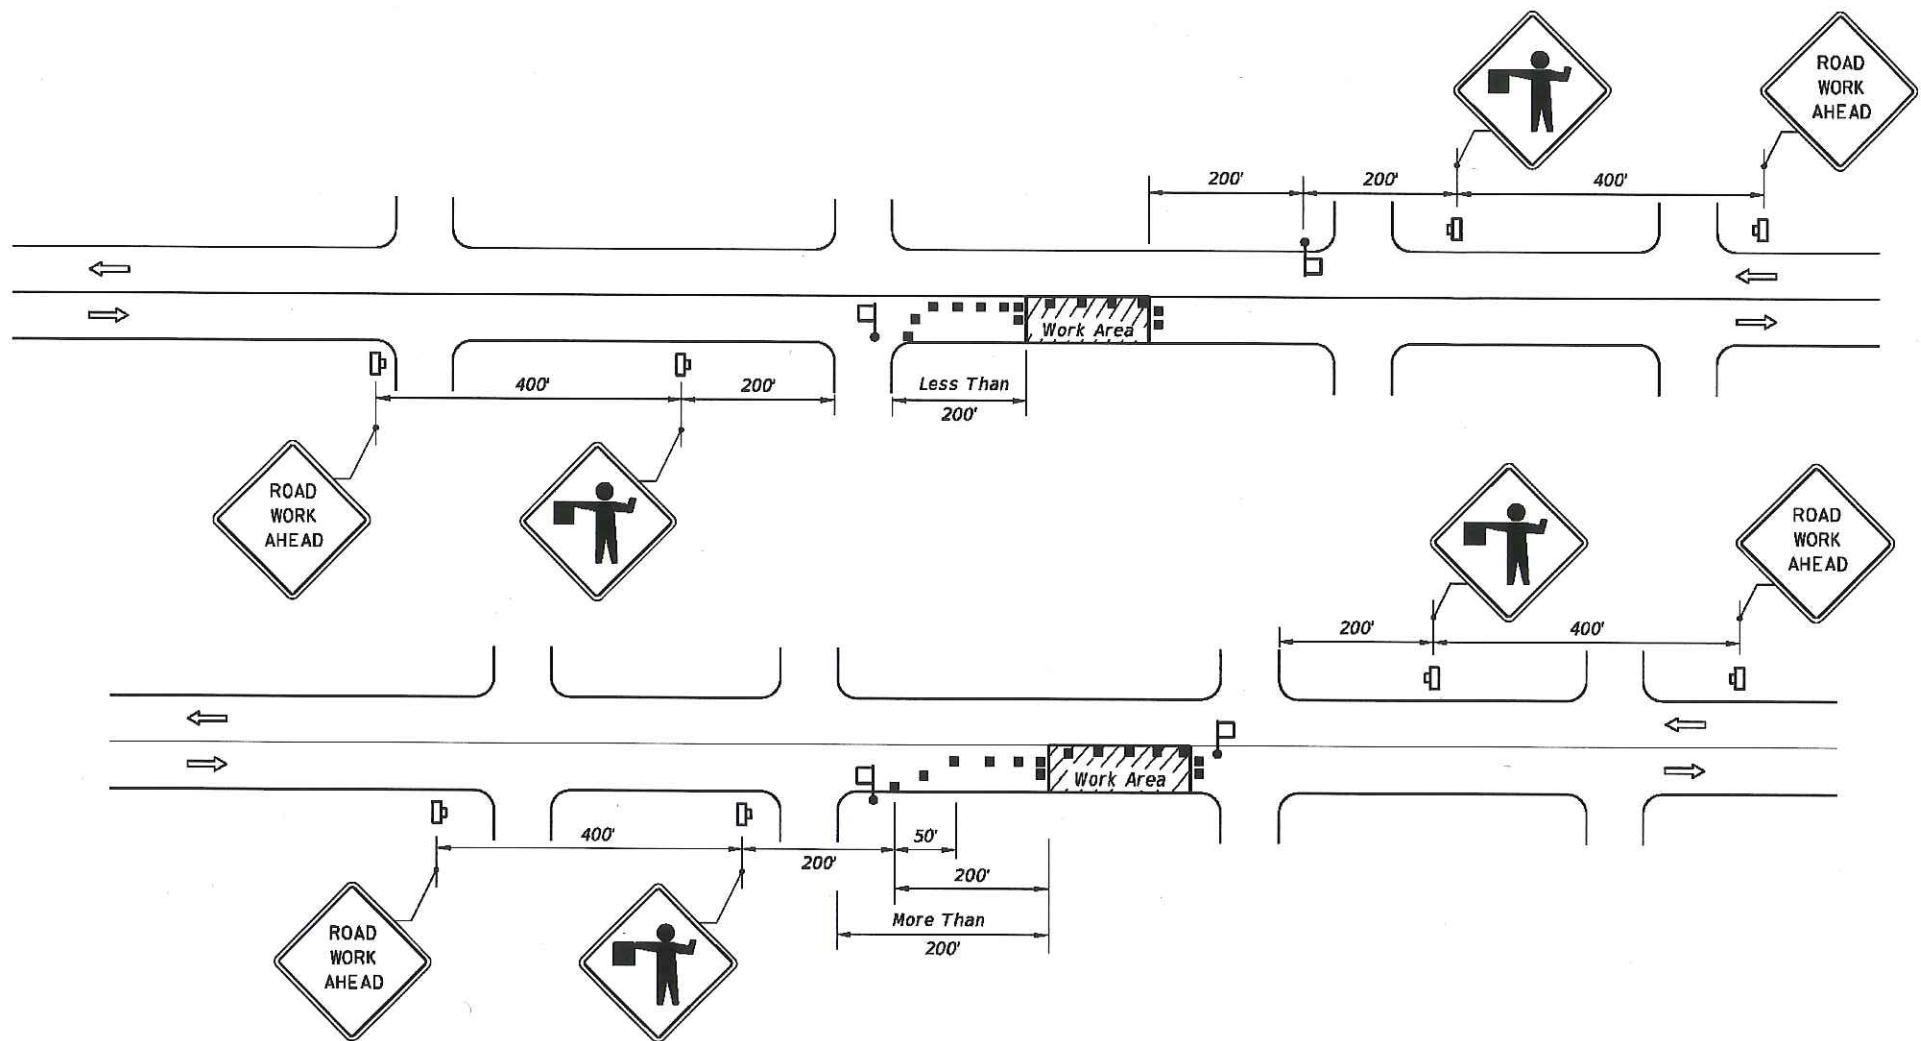 ROAD
WORK
AHEAD
200'
200'
400'
Work Area
400'
200'
Less Than
200'
ROAD
WORK
AHEAD
ROAD
WORK
AHEAD
200'
400'
Work Area
400'
200'
50'
200'
More Than
200'
ROAD
WORK
AHEAD